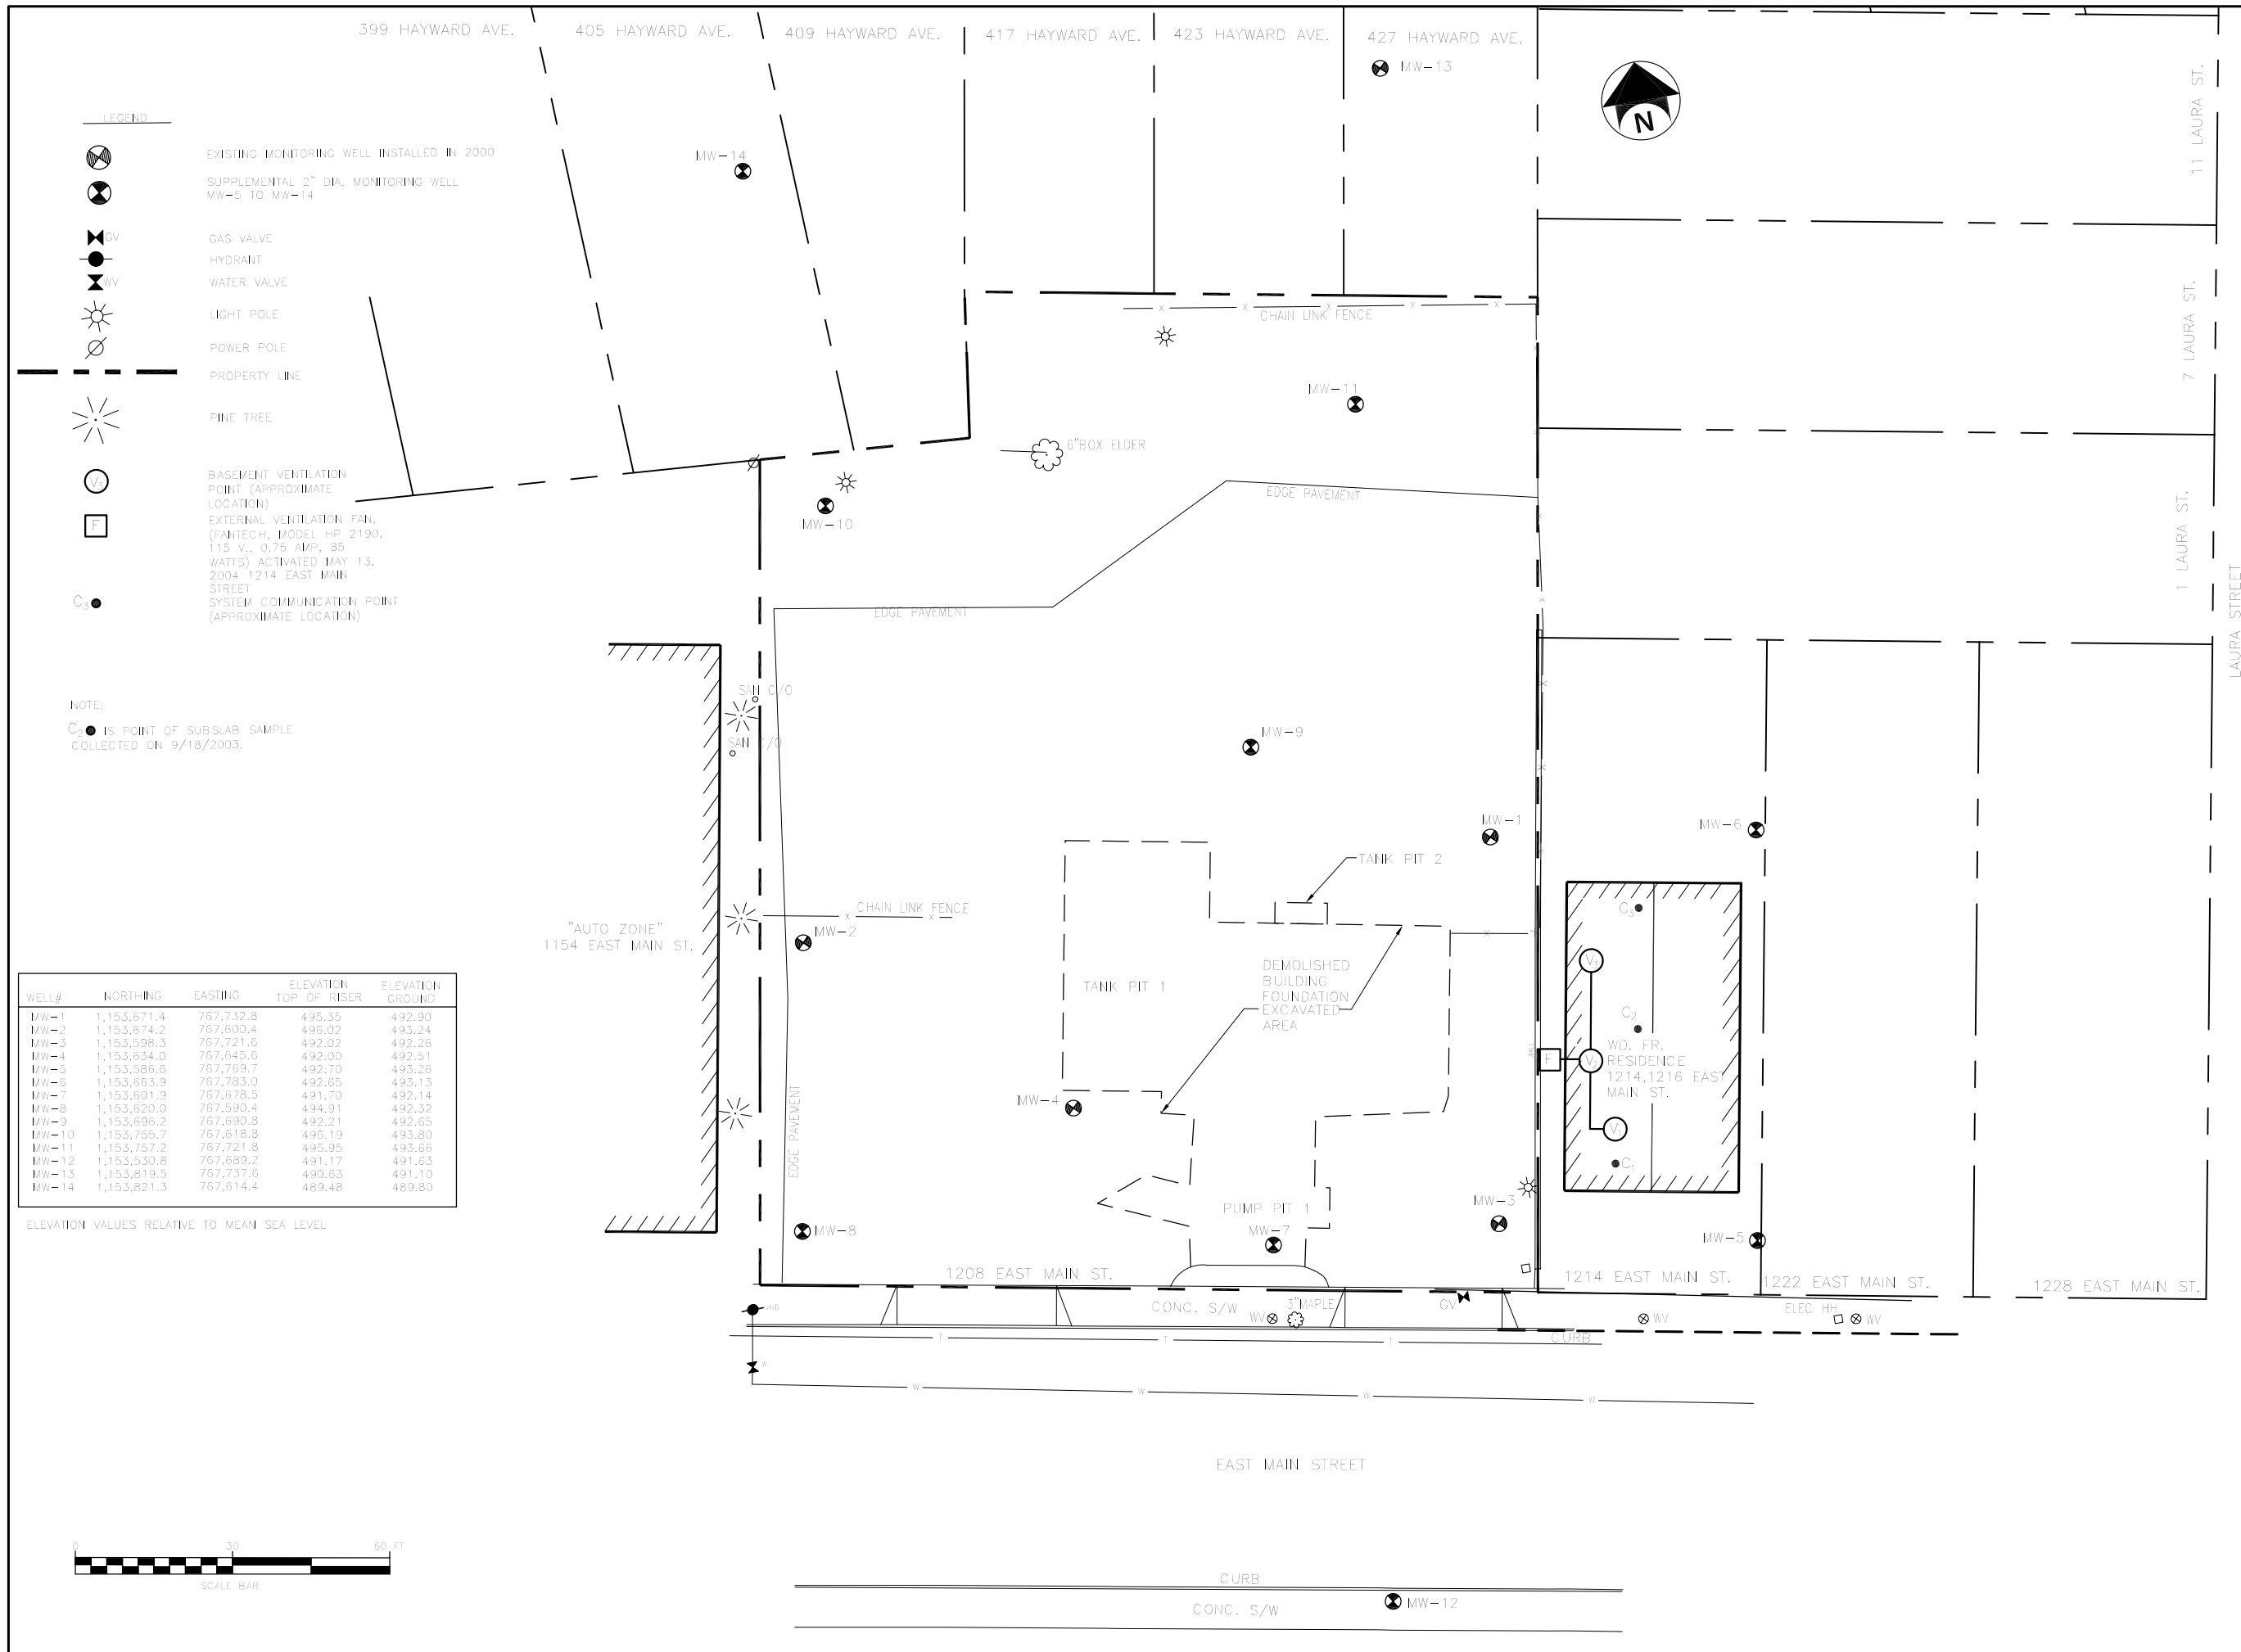 399 HAYWARD AVE.
405 HAYWARD AVE.
409 HAYWARD AVE.
417 HAYWARD AVE.
423 HAYWARD AVE.
427 HAYWARD AVE.
MW-13
N
11 LAURA ST.
7 LAURA ST.
1 LAURA ST.
LAURA STREET
LEGEND
EXISTING MONITORING WELL INSTALLED IN 2000
SUPPLEMENTAL 2" DIA. MONITORING WELL
MW-5 TO MW-14
GV
GAS VALVE
HYDRANT
WV
WATER VALVE
LIGHT POLE
POWER POLE
PROPERTY LINE
PINE TREE
BASEMENT VENTILATION
POINT (APPROXIMATE
LOCATION)
F
EXTERNAL VENTILATION FAN.
(FANTECH, MODEL HP 2190,
115 V., 0.75 AMP, 85
WATTS) ACTIVATED MAY 13,
2004 1214 EAST MAIN
STREET
C3
SYSTEM COMMUNICATION POINT
(APPROXIMATE LOCATION)
NOTE:
C2 IS POINT OF SUBSLAB SAMPLE
COLLECTED ON 9/18/2003.
MW-14
CHAIN LINK FENCE
MW-11
6"BOX ELDER
MW-10
EDGE PAVEMENT
EDGE PAVEMENT
SAN C/O
SAN C/O
MW-9
MW-1
MW-6
TANK PIT 2
CHAIN LINK FENCE
MW-2
"AUTO ZONE"
1154 EAST MAIN ST.
TANK PIT 1
DEMOLISHED
BUILDING
FOUNDATION
EXCAVATED
AREA
C3
C2
F
WD. FR.
RESIDENCE
1214,1216 EAST
MAIN ST.
C1
MW-4
EDGE PAVEMENT
PUMP PIT 1
MW-7
MW-3
MW-8
MW-5
1208 EAST MAIN ST.
1214 EAST MAIN ST.
1222 EAST MAIN ST.
1228 EAST MAIN ST.
HYD
CONC. S/W
WV
3"MAPLE
GV
WV
ELEC HH
WV
CURB
T T T
W W W W
EAST MAIN STREET
CURB
CONC. S/W
MW-12
WELL# NORTHING EASTING ELEVATION TOP OF RISER ELEVATION GROUND
MW-1 1,153,671.4 767,732.8 495.35 492.90
MW-2 1,153,674.2 767,600.4 496.02 493.24
MW-3 1,153,598.3 767,721.6 492.02 492.26
MW-4 1,153,634.0 767,645.6 492.00 492.51
MW-5 1,153,586.6 767,769.7 492.70 493.26
MW-6 1,153,663.9 767,783.0 492.65 493.13
MW-7 1,153,601.9 767,678.5 491.70 492.14
MW-8 1,153,620.0 767,590.4 494.91 492.32
MW-9 1,153,696.2 767,690.8 492.21 492.65
MW-10 1,153,755.7 767,618.8 496.19 493.80
MW-11 1,153,757.2 767,721.8 495.95 493.66
MW-12 1,153,530.8 767,689.2 491.17 491.63
MW-13 1,153,819.5 767,737.6 490.63 491.10
MW-14 1,153,821.3 767,614.4 489.48 489.80
ELEVATION VALUES RELATIVE TO MEAN SEA LEVEL
0 30 60 FT
SCALE BAR